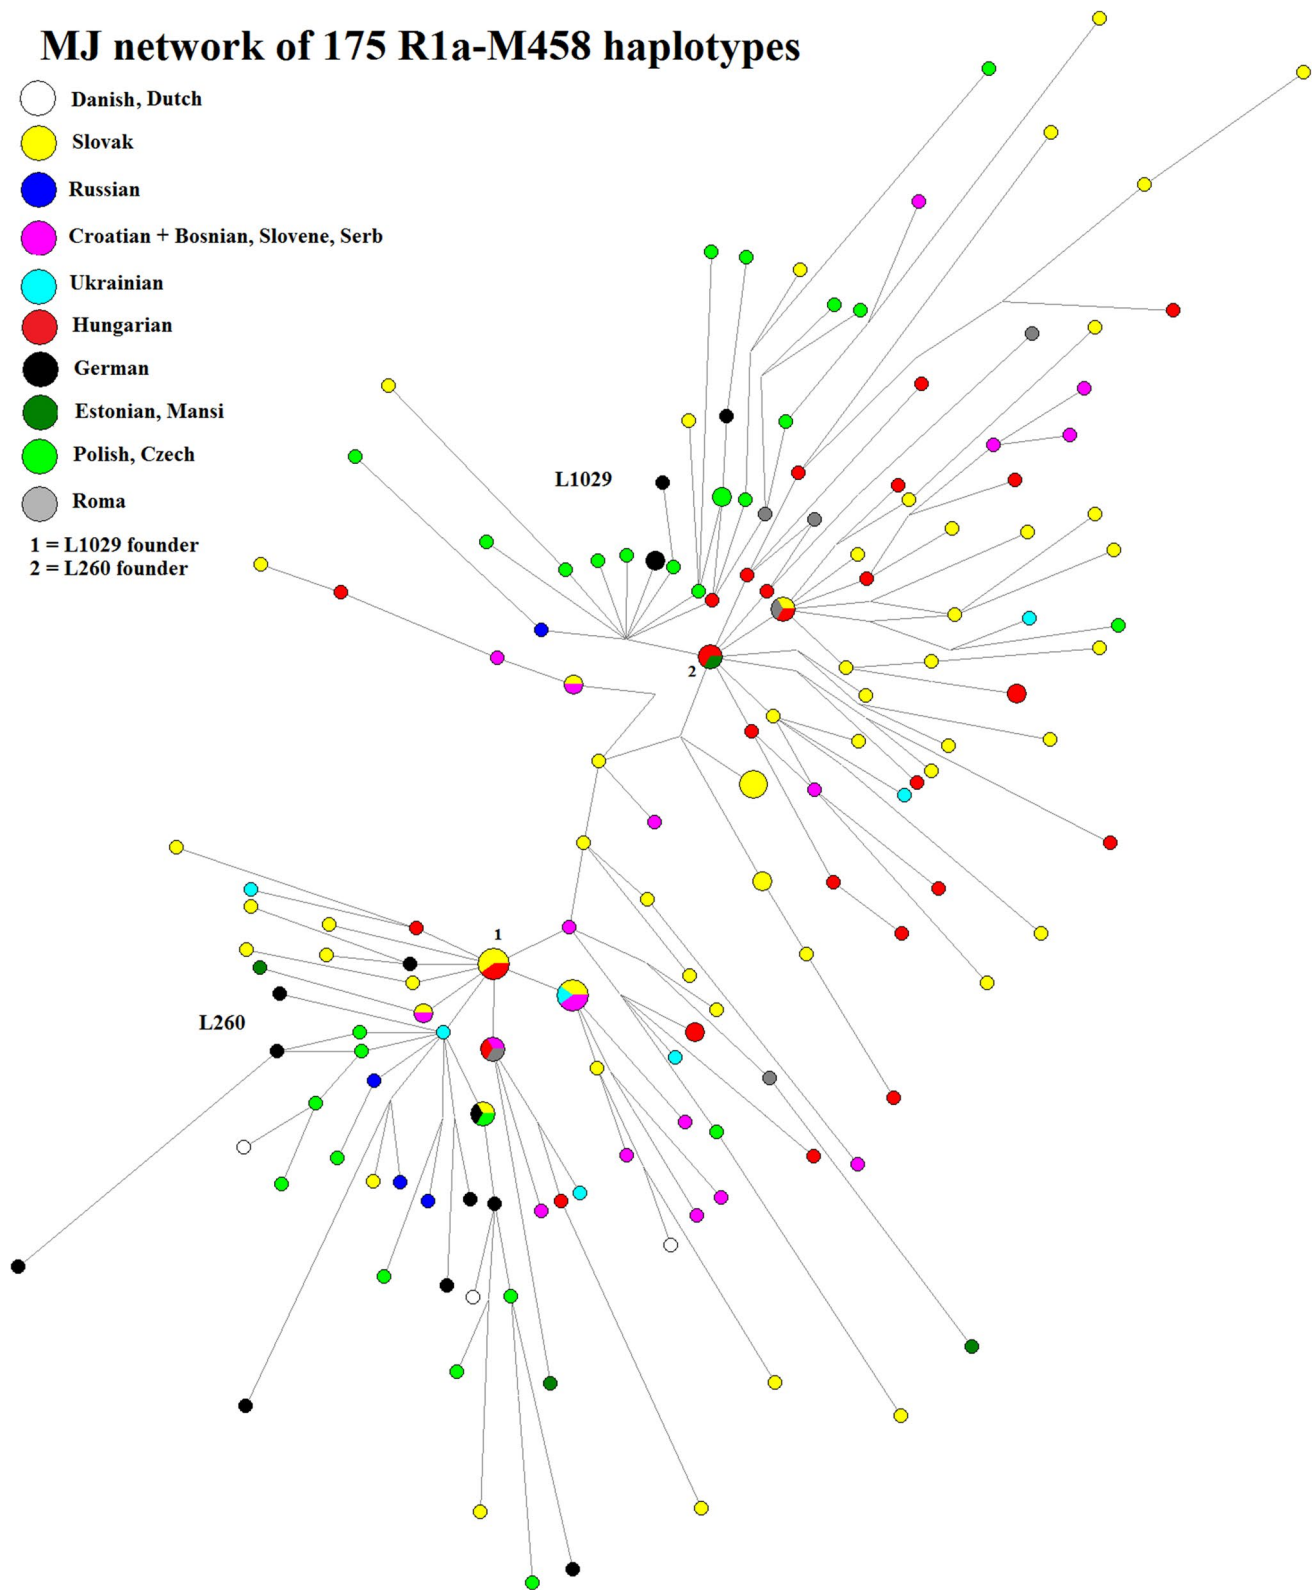 MJ network of 175 R1a-M458 haplotypes
Danish, Dutch
Slovak
Russian
Croatian + Bosnian, Slovene, Serb
Ukrainian
Hungarian
German
Estonian, Mansi
Polish, Czech
Roma
1 = L1029 founder
2 = L260 founder
L1029
2
1
L260